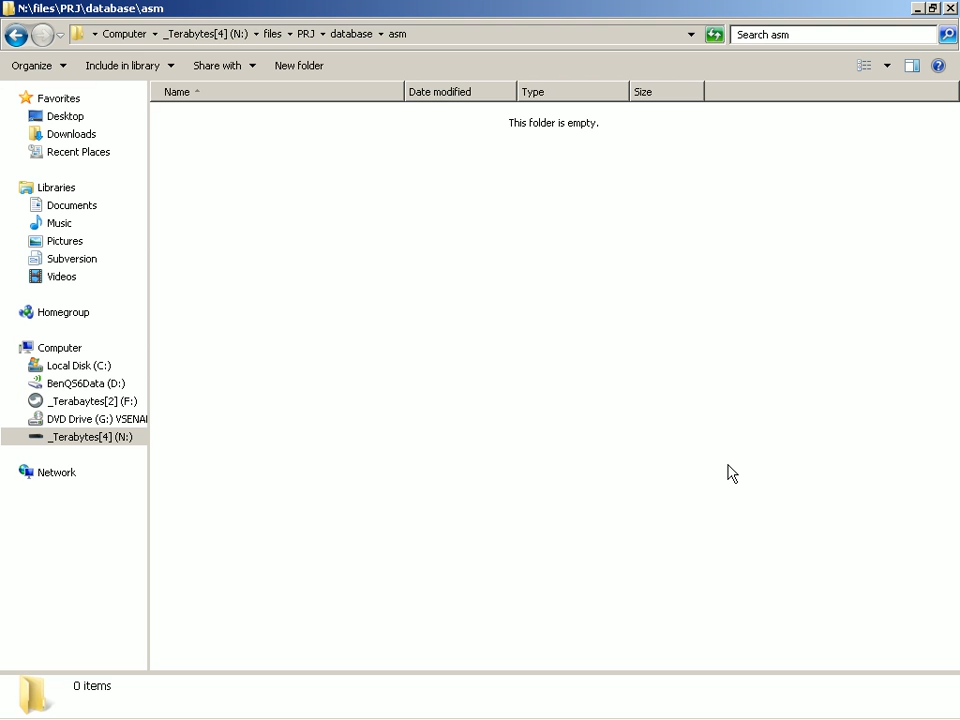 N:\files\PRJ\database\asm
Computer _Terabytes[4] (N:) files PRJ database asm
Search asm
Organize Include in library Share with New folder
Name Date modified Type Size
This folder is empty.
Favorites
Desktop
Downloads
Recent Places
Libraries
Documents
Music
Pictures
Subversion
Videos
Homegroup
Computer
Local Disk (C:)
BenQS6Data (D:)
_Terabaytes[2] (F:)
DVD Drive (G:) VSENAI
_Terabytes[4] (N:)
Network
0 items